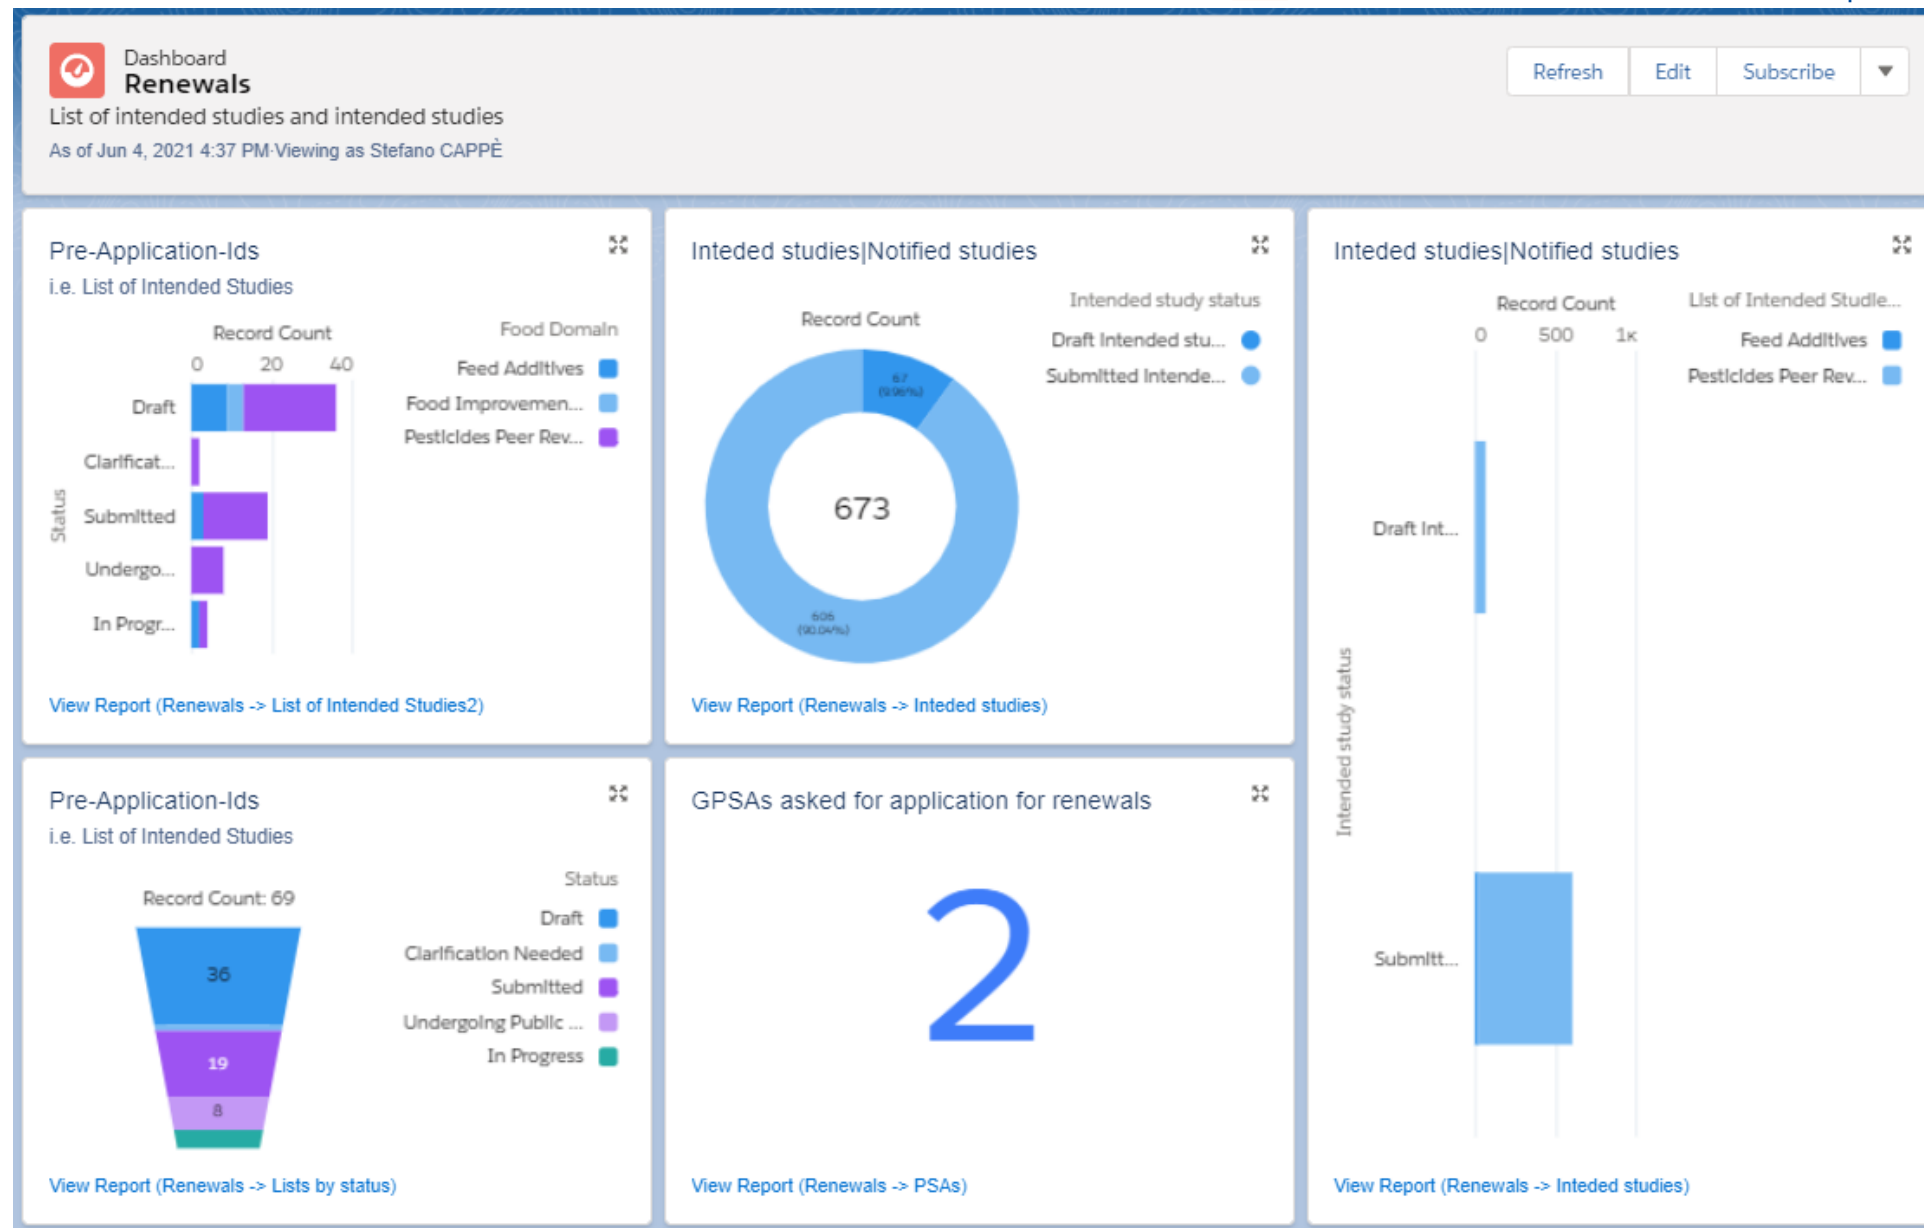 Dashboard
Renewals
List of intended studies and intended studies
As of Jun 4, 2021 4:37 PM·Viewing as Stefano CAPPÈ
Refresh
Edit
Subscribe
Pre-Application-Ids
i.e. List of Intended Studies
Record Count
0 20 40
Food Domain
Feed Additives
Food Improvemen...
Pesticides Peer Rev...
Status
Draft
Clarificat...
Submitted
Undergo...
In Progr...
View Report (Renewals -> List of Intended Studies2)
Inteded studies|Notified studies
Record Count
Intended study status
Draft Intended stu...
Submitted Intende...
67
(9.96%)
673
606
(90.04%)
View Report (Renewals -> Inteded studies)
Inteded studies|Notified studies
Record Count
0 500 1K
List of Intended Studie...
Feed Additives
Pesticides Peer Rev...
Intended study status
Draft Int...
Submitt...
View Report (Renewals -> Inteded studies)
Pre-Application-Ids
i.e. List of Intended Studies
Record Count: 69
Status
Draft
Clarification Needed
Submitted
Undergoing Public ...
In Progress
36
19
8
View Report (Renewals -> Lists by status)
GPSAs asked for application for renewals
2
View Report (Renewals -> PSAs)